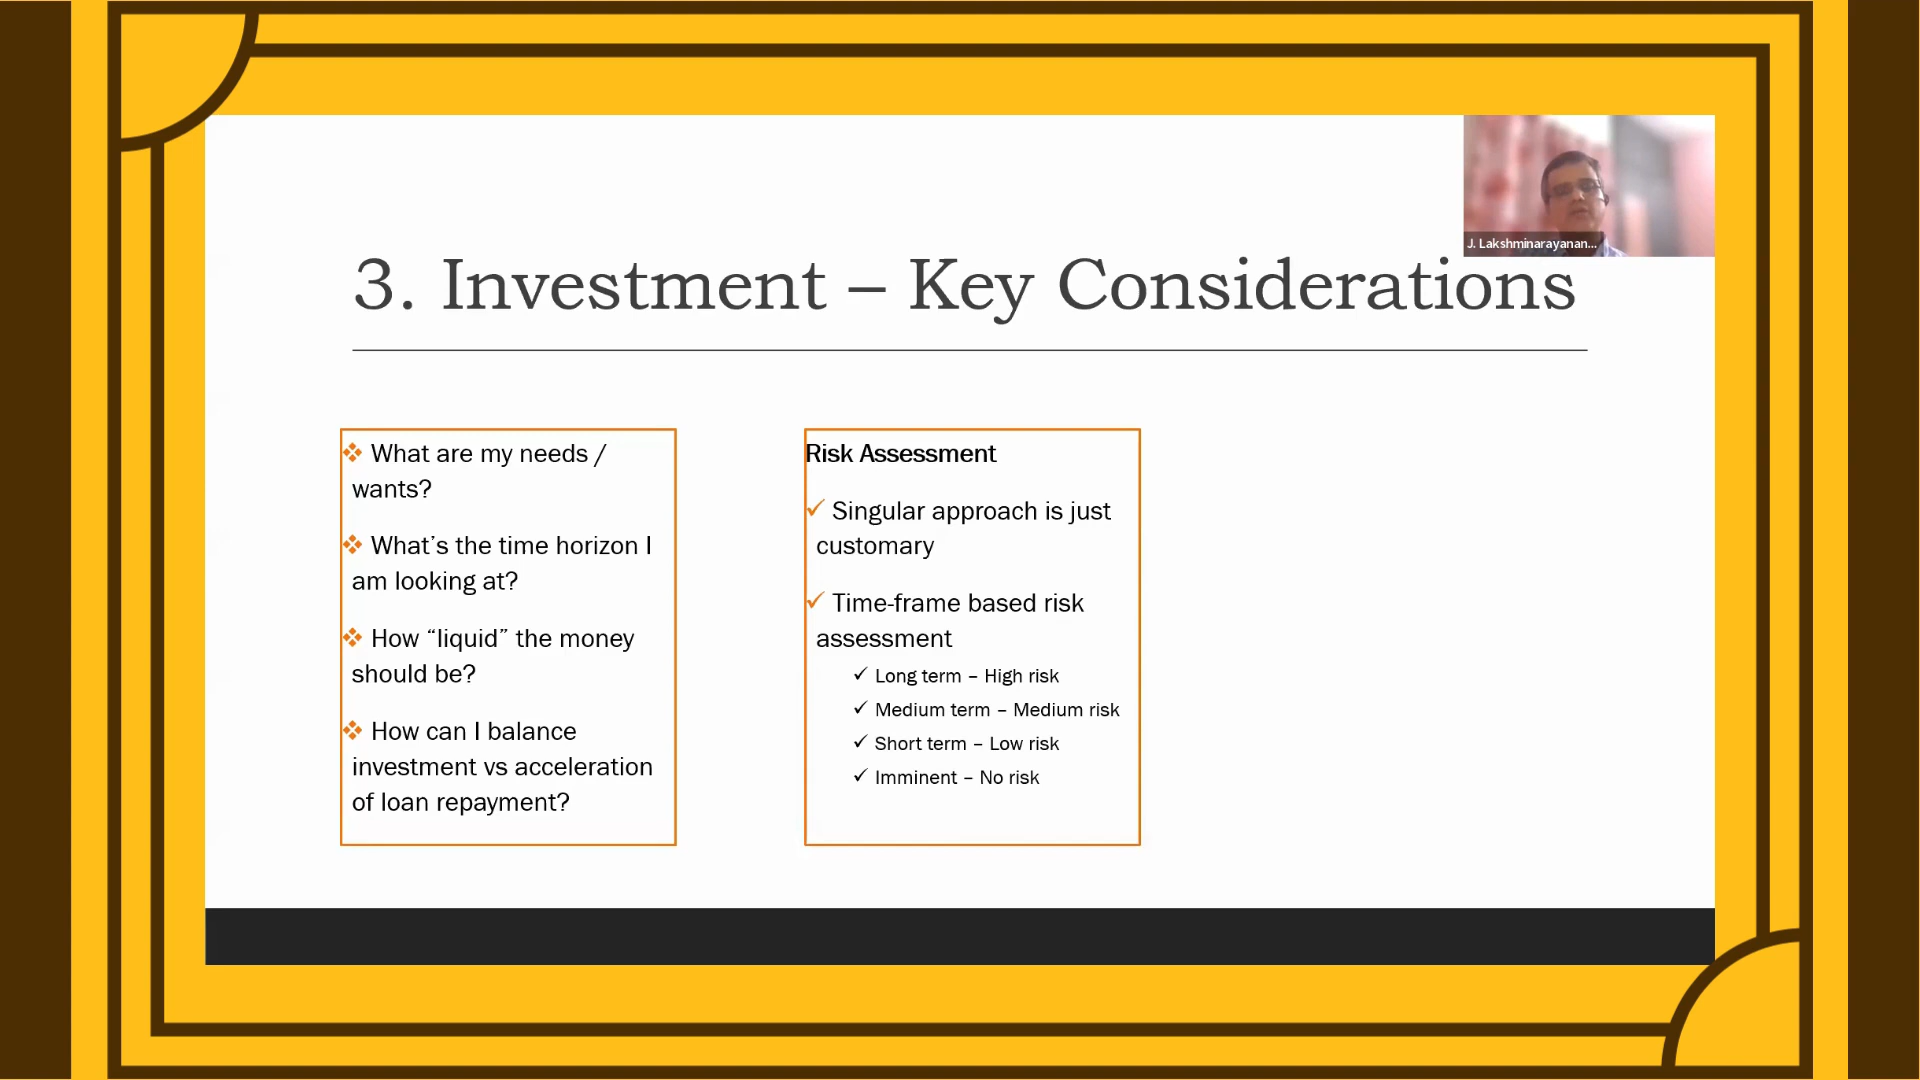 J. Lakshminarayanan...
3. Investment – Key Considerations
❖ What are my needs /
wants?
❖ What’s the time horizon I
am looking at?
❖ How “liquid” the money
should be?
❖ How can I balance
investment vs acceleration
of loan repayment?
Risk Assessment
✓ Singular approach is just
customary
✓ Time-frame based risk
assessment
✓ Long term – High risk
✓ Medium term – Medium risk
✓ Short term – Low risk
✓ Imminent – No risk